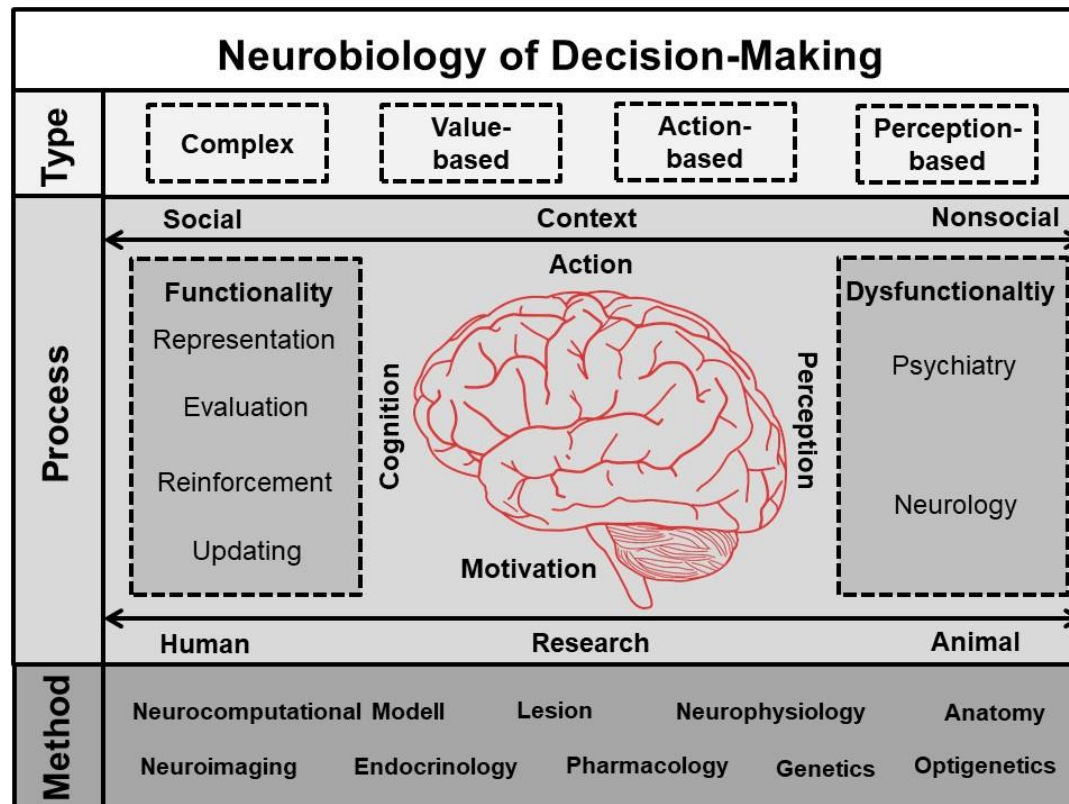 Neurobiology of Decision-Making
Type
Complex
Value-
based
Action-
based
Perception-
based
Process
Social Context Nonsocial
Action
Functionality
Representation
Evaluation
Reinforcement
Updating
Cognition
Perception
Motivation
Dysfunctionaltiy
Psychiatry
Neurology
Human Research Animal
Method
Neurocomputational Modell Lesion Neurophysiology Anatomy
Neuroimaging Endocrinology Pharmacology Genetics Optigenetics